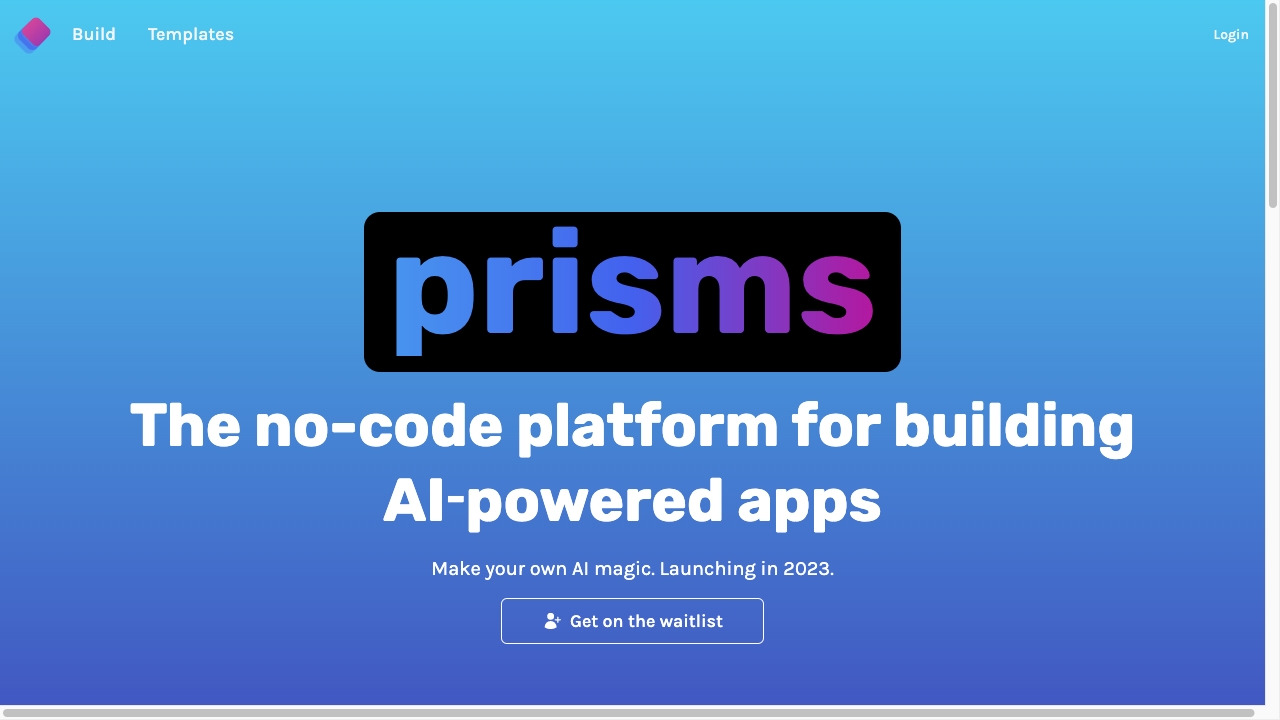 Build
Templates
Login
prisms
The no-code platform for building
AI-powered apps
Make your own AI magic. Launching in 2023.
Get on the waitlist